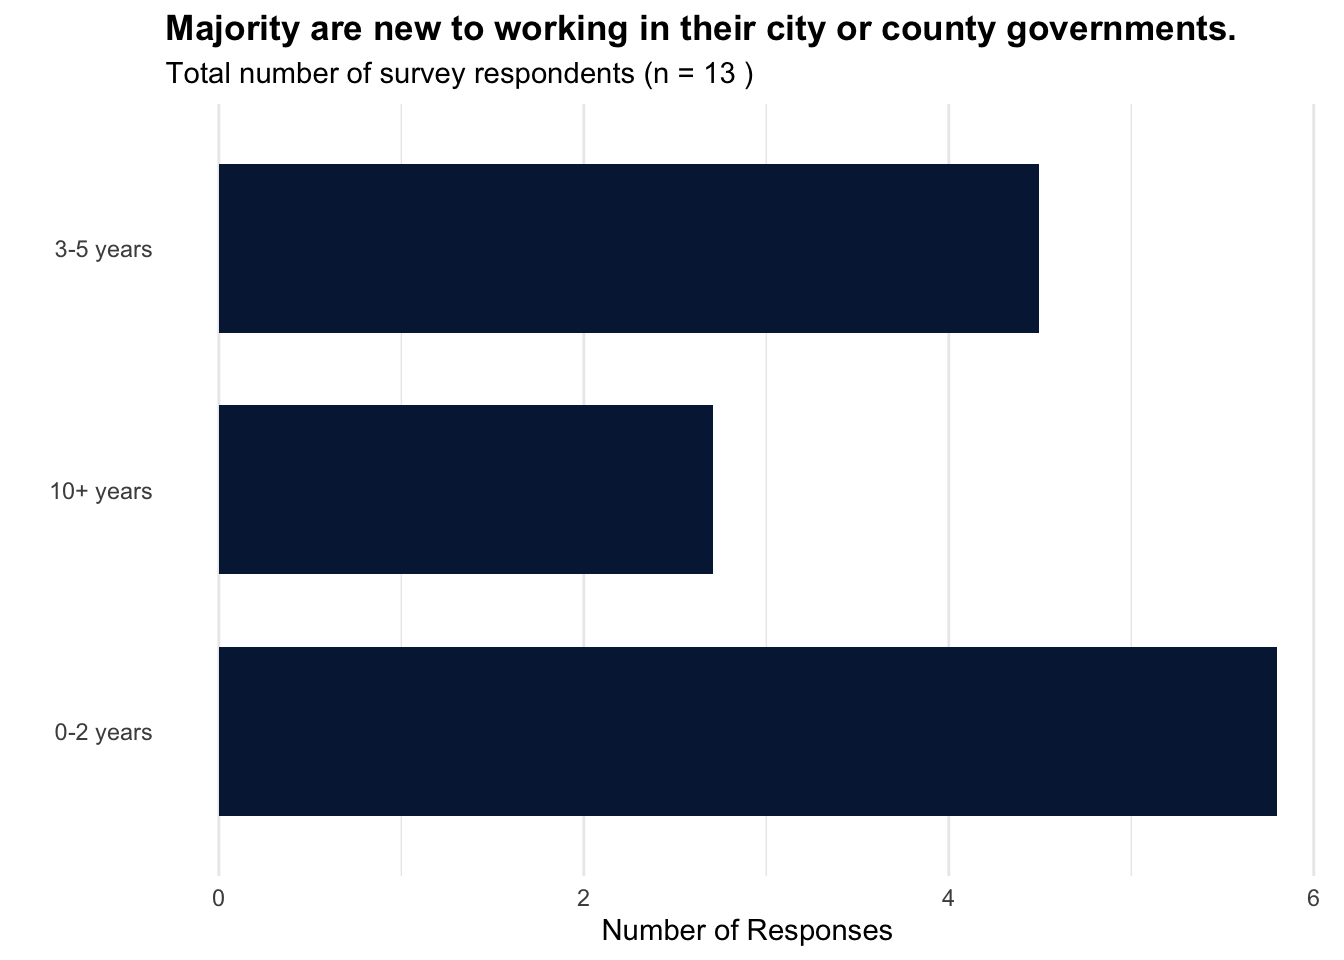 Majority are new to working in their city or county governments.
Total number of survey respondents (n = 13 )
3-5 years
10+ years
0-2 years
0 2 4 6
Number of Responses